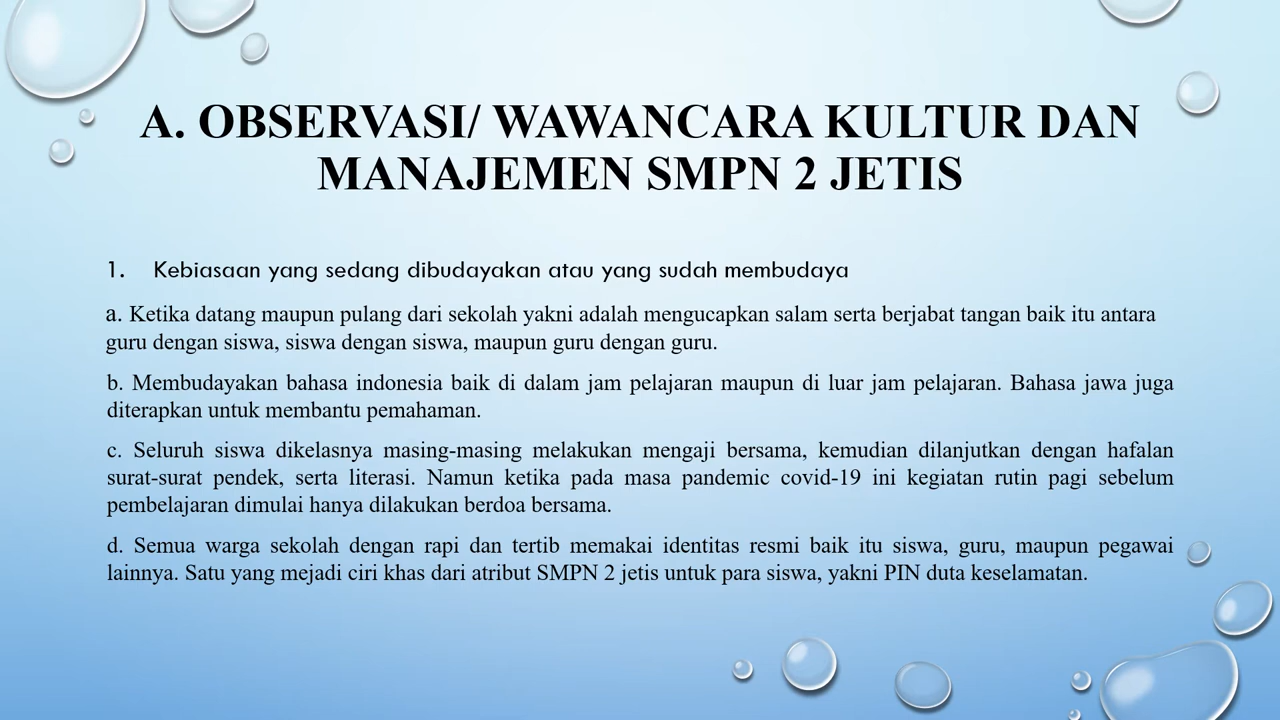 A. OBSERVASI/ WAWANCARA KULTUR DAN
MANAJEMEN SMPN 2 JETIS
1. Kebiasaan yang sedang dibudayakan atau yang sudah membudaya
a. Ketika datang maupun pulang dari sekolah yakni adalah mengucapkan salam serta berjabat tangan baik itu antara
guru dengan siswa, siswa dengan siswa, maupun guru dengan guru.
b. Membudayakan bahasa indonesia baik di dalam jam pelajaran maupun di luar jam pelajaran. Bahasa jawa juga
diterapkan untuk membantu pemahaman.
c. Seluruh siswa dikelasnya masing-masing melakukan mengaji bersama, kemudian dilanjutkan dengan hafalan
surat-surat pendek, serta literasi. Namun ketika pada masa pandemic covid-19 ini kegiatan rutin pagi sebelum
pembelajaran dimulai hanya dilakukan berdoa bersama.
d. Semua warga sekolah dengan rapi dan tertib memakai identitas resmi baik itu siswa, guru, maupun pegawai
lainnya. Satu yang mejadi ciri khas dari atribut SMPN 2 jetis untuk para siswa, yakni PIN duta keselamatan.